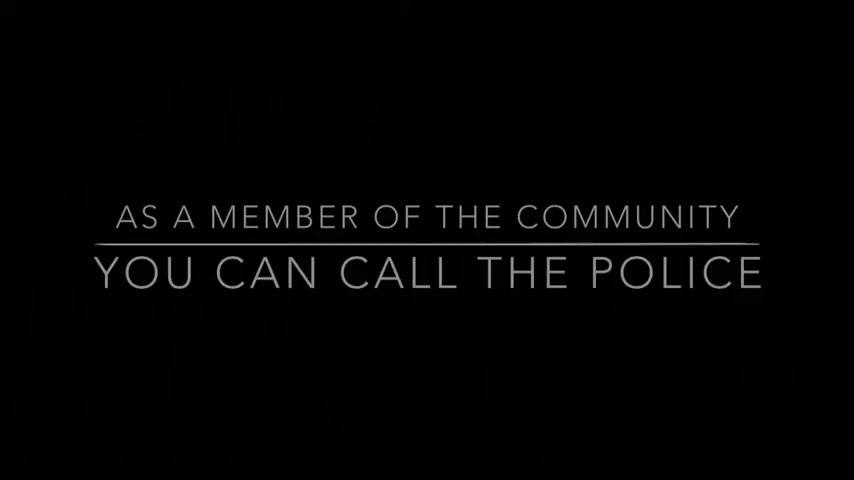 AS A MEMBER OF THE COMMUNITY
YOU CAN CALL THE POLICE